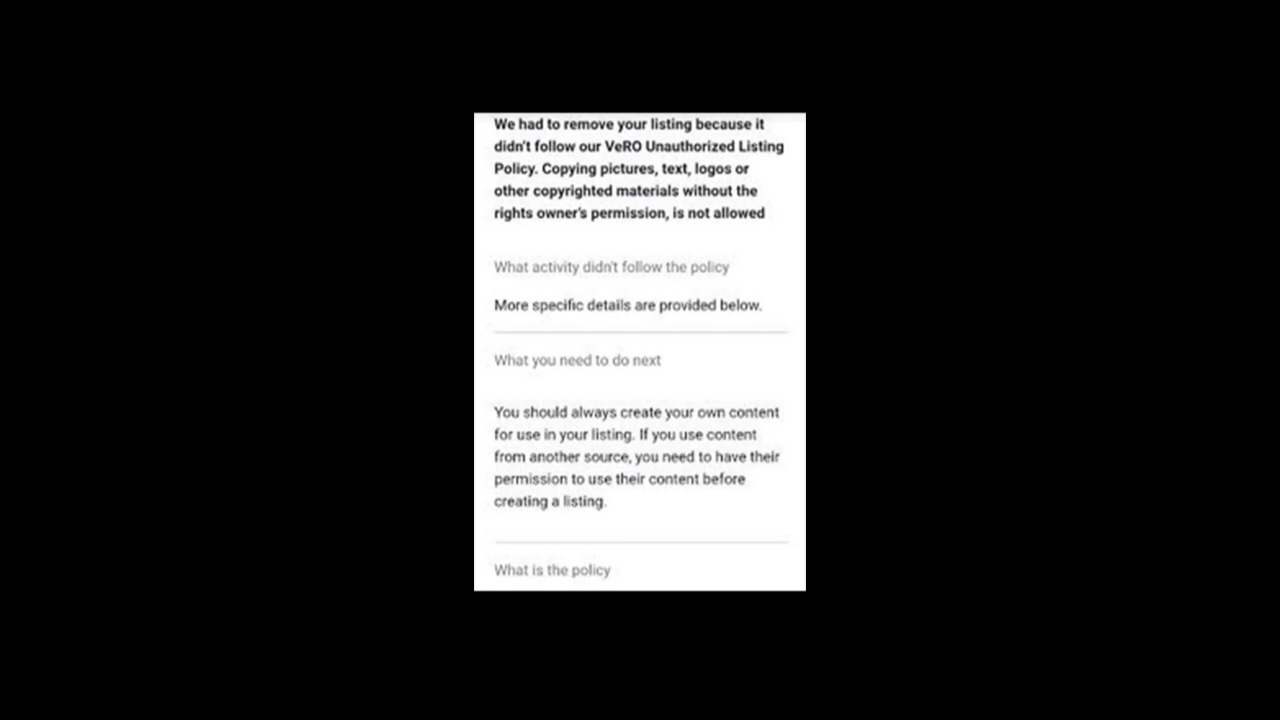 We had to remove your listing because it
didn't follow our VeRO Unauthorized Listing
Policy. Copying pictures, text, logos or
other copyrighted materials without the
rights owner's permission, is not allowed
What activity didn't follow the policy
More specific details are provided below.
What you need to do next
You should always create your own content
for use in your listing. If you use content
from another source, you need to have their
permission to use their content before
creating a listing.
What is the policy